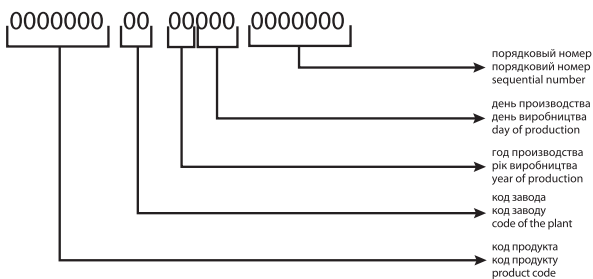 0000000 00 00000 0000000
порядковый номер
порядковий номер
sequential number
день производства
день виробництва
day of production
год производства
рік виробництва
year of production
код завода
код заводу
code of the plant
код продукта
код продукту
product code